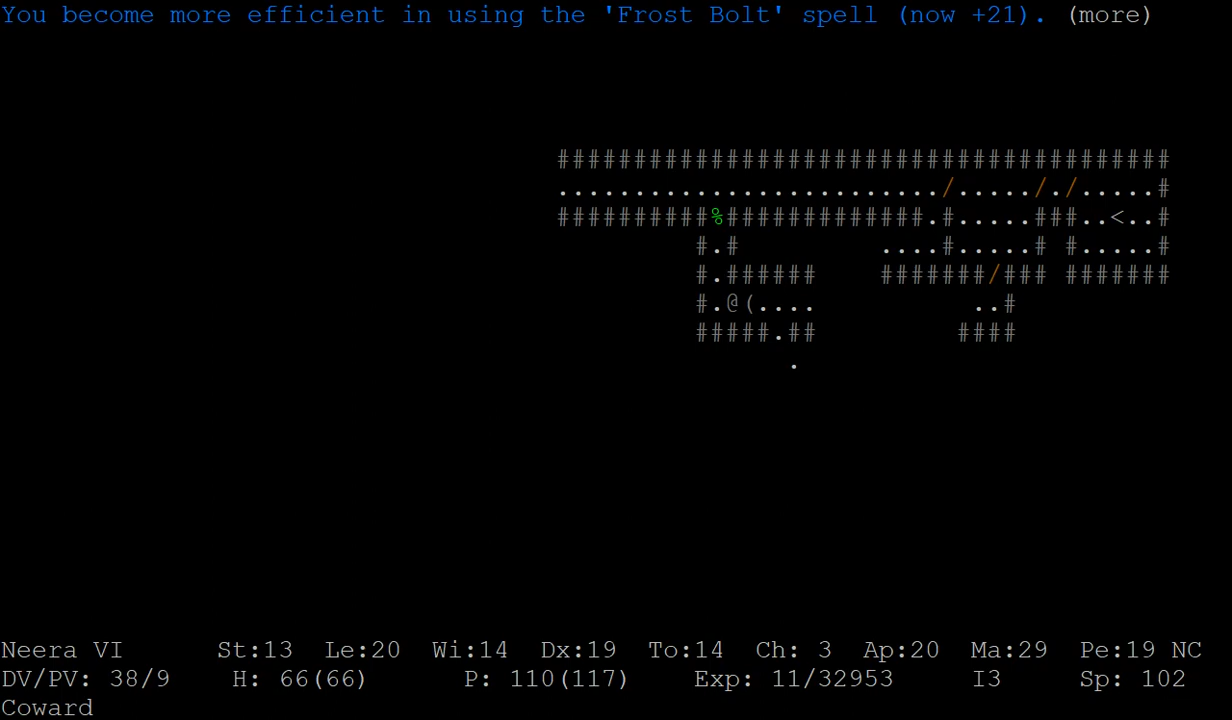 You become more efficient in using the 'Frost Bolt' spell (now +21). (more)
########################################
........................./...../././.....#
##########%#############.#.....###..<..#
#.# ....#.....# #.....#
#.###### #######/### #######
#.@(.... ..#
#####.## ####
.
Neera VI St:13 Le:20 Wi:14 Dx:19 To:14 Ch: 3 Ap:20 Ma:29 Pe:19 NC
DV/PV: 38/9 H: 66(66) P: 110(117) Exp: 11/32953 I3 Sp: 102
Coward